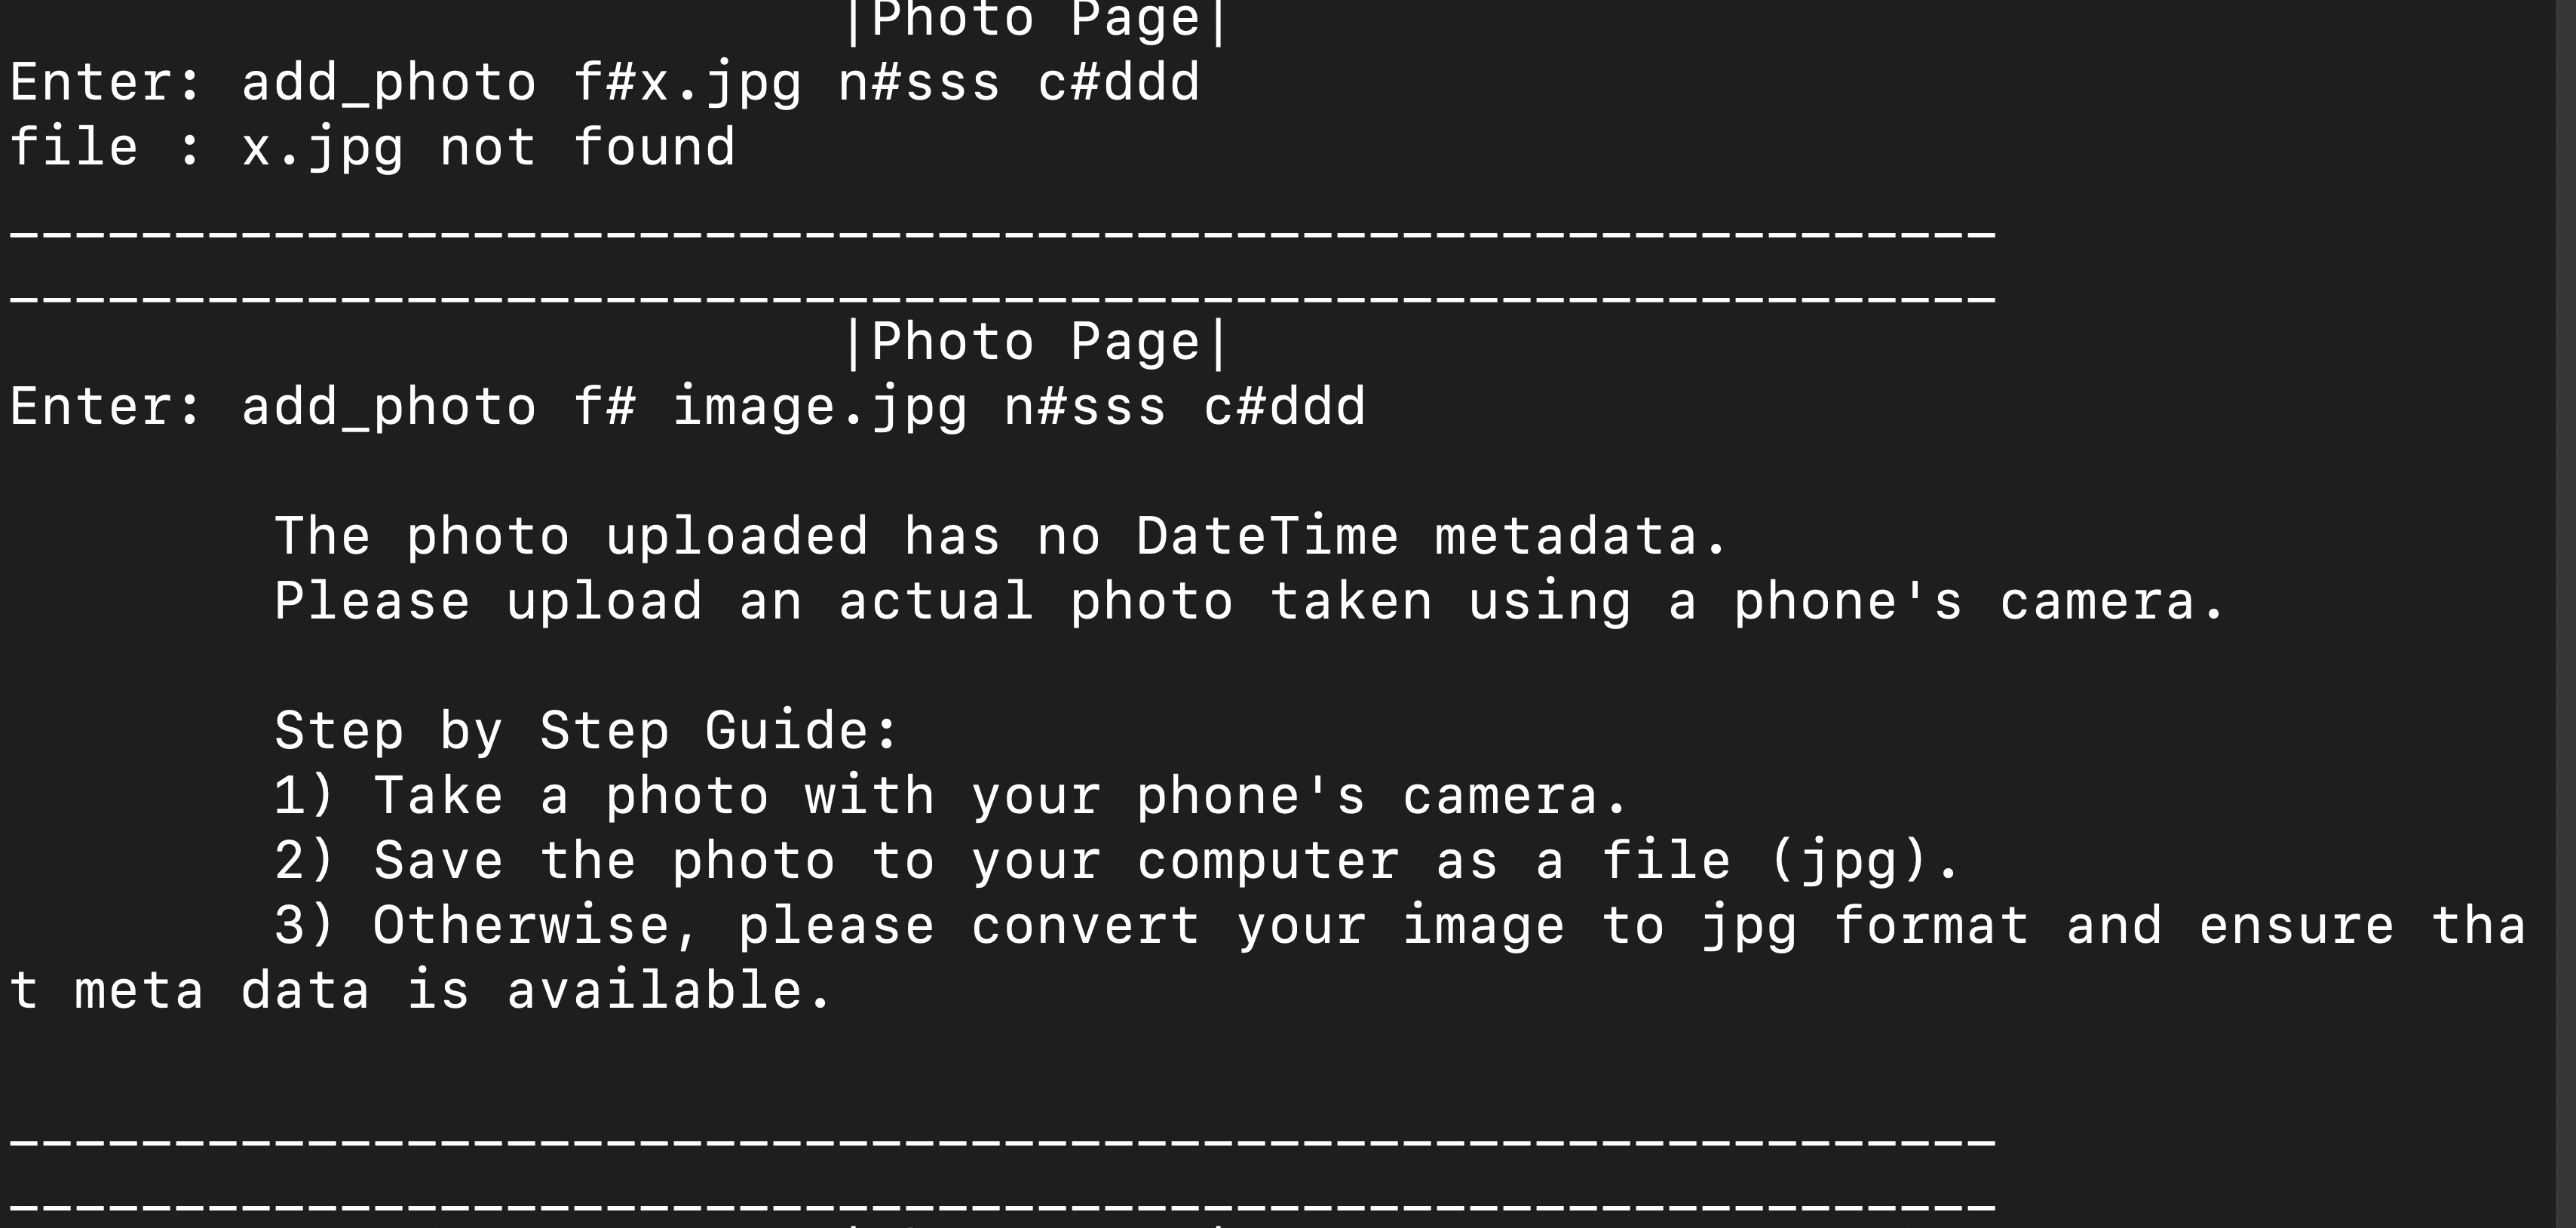 |Photo Page|
Enter: add_photo f#x.jpg n#sss c#ddd
file : x.jpg not found
------------------------------------------------------------
------------------------------------------------------------
|Photo Page|
Enter: add_photo f# image.jpg n#sss c#ddd
The photo uploaded has no DateTime metadata.
Please upload an actual photo taken using a phone's camera.
Step by Step Guide:
1) Take a photo with your phone's camera.
2) Save the photo to your computer as a file (jpg).
3) Otherwise, please convert your image to jpg format and ensure tha
t meta data is available.
------------------------------------------------------------
------------------------------------------------------------